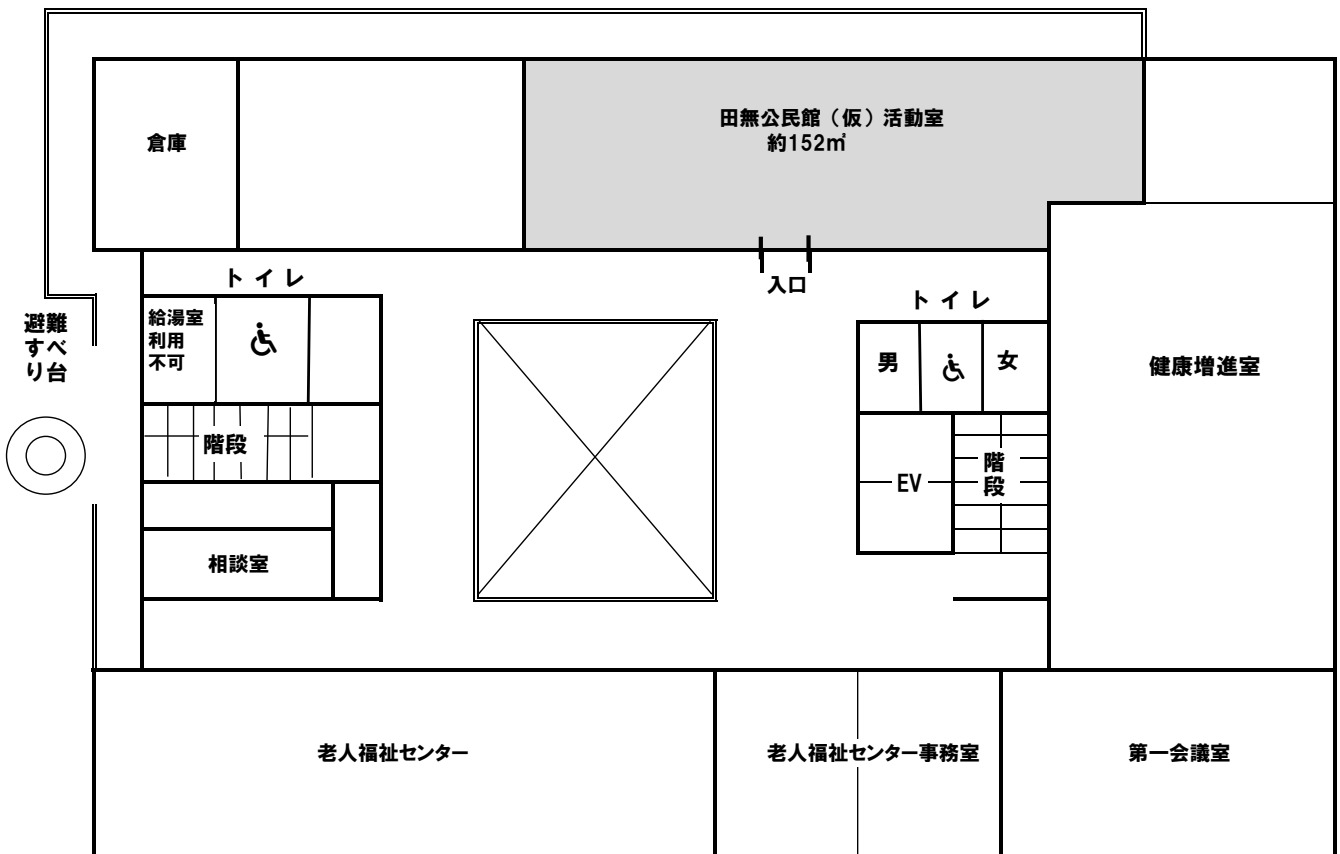 田無公民館（仮）活動室
約152㎡
倉庫
入口
トイレ
トイレ
避難
すべ
り台
給湯室
利用
不可
男
女
健康増進室
階段
EV
階
段
相談室
老人福祉センター
老人福祉センター事務室
第一会議室